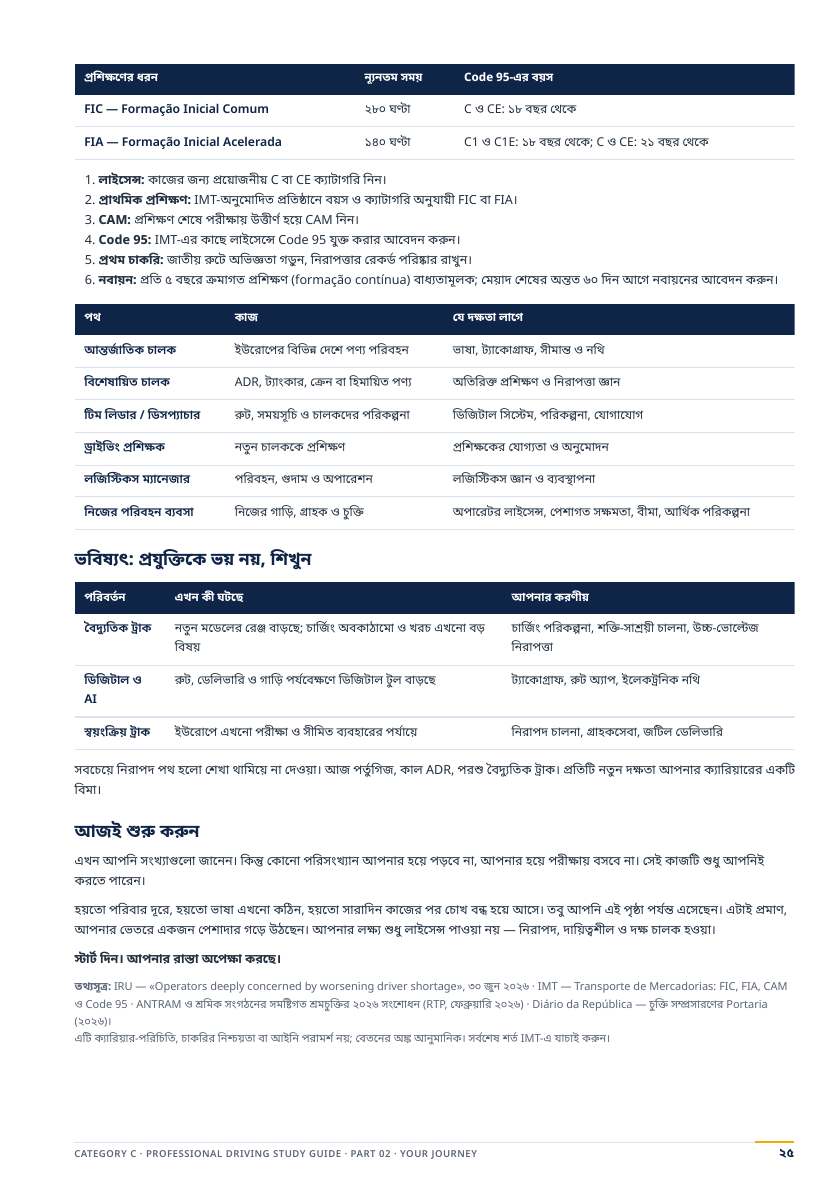 প্রশিক্ষণের ধরন ন্যূনতম সময় Code 95-এর বয়স
FIC — Formação Inicial Comum ২৮০ ঘণ্টা C ও CE: ১৮ বছর থেকে
FIA — Formação Inicial Acelerada ১৪০ ঘণ্টা C1 ও C1E: ১৮ বছর থেকে; C ও CE: ২১ বছর থেকে
1. লাইসেন্স: কাজের জন্য প্রয়োজনীয় C বা CE ক্যাটাগরি নিন।
2. প্রাথমিক প্রশিক্ষণ: IMT-অনুমোদিত প্রতিষ্ঠানে বয়স ও ক্যাটাগরি অনুযায়ী FIC বা FIA।
3. CAM: প্রশিক্ষণ শেষে পরীক্ষায় উত্তীর্ণ হয়ে CAM নিন।
4. Code 95: IMT-এর কাছে লাইসেন্সে Code 95 যুক্ত করার আবেদন করুন।
5. প্রথম চাকরি: জাতীয় রুটে অভিজ্ঞতা গড়ুন, নিরাপত্তার রেকর্ড পরিষ্কার রাখুন।
6. নবায়ন: প্রতি ৫ বছরে ক্রমাগত প্রশিক্ষণ (formação contínua) বাধ্যতামূলক; মেয়াদ শেষের অন্তত ৬০ দিন আগে নবায়নের আবেদন করুন।
পথ কাজ যে দক্ষতা লাগে
আন্তর্জাতিক চালক ইউরোপের বিভিন্ন দেশে পণ্য পরিবহন ভাষা, ট্যাকোগ্রাফ, সীমান্ত ও নথি
বিশেষায়িত চালক ADR, ট্যাংকার, ক্রেন বা হিমায়িত পণ্য অতিরিক্ত প্রশিক্ষণ ও নিরাপত্তা জ্ঞান
টিম লিডার / ডিসপ্যাচার রুট, সময়সূচি ও চালকদের পরিকল্পনা ডিজিটাল সিস্টেম, পরিকল্পনা, যোগাযোগ
ড্রাইভিং প্রশিক্ষক নতুন চালককে প্রশিক্ষণ প্রশিক্ষকের যোগ্যতা ও অনুমোদন
লজিস্টিকস ম্যানেজার পরিবহন, গুদাম ও অপারেশন লজিস্টিকস জ্ঞান ও ব্যবস্থাপনা
নিজের পরিবহন ব্যবসা নিজের গাড়ি, গ্রাহক ও চুক্তি অপারেটর লাইসেন্স, পেশাগত সক্ষমতা, বীমা, আর্থিক পরিকল্পনা
ভবিষ্যৎ: প্রযুক্তিকে ভয় নয়, শিখুন
পরিবর্তন এখন কী ঘটছে আপনার করণীয়
বৈদ্যুতিক ট্রাক নতুন মডেলের রেঞ্জ বাড়ছে; চার্জিং অবকাঠামো ও খরচ এখনো বড় চার্জিং পরিকল্পনা, শক্তি-সাশ্রয়ী চালনা, উচ্চ-ভোল্টেজ
বিষয় নিরাপত্তা
ডিজিটাল ও রুট, ডেলিভারি ও গাড়ি পর্যবেক্ষণে ডিজিটাল টুল বাড়ছে ট্যাকোগ্রাফ, রুট অ্যাপ, ইলেকট্রনিক নথি
AI
স্বয়ংক্রিয় ট্রাক ইউরোপে এখনো পরীক্ষা ও সীমিত ব্যবহারের পর্যায়ে নিরাপদ চালনা, গ্রাহকসেবা, জটিল ডেলিভারি
সবচেয়ে নিরাপদ পথ হলো শেখা থামিয়ে না দেওয়া। আজ পর্তুগিজ, কাল ADR, পরশু বৈদ্যুতিক ট্রাক। প্রতিটি নতুন দক্ষতা আপনার ক্যারিয়ারের একটি
বিমা।
আজই শুরু করুন
এখন আপনি সংখ্যাগুলো জানেন। কিন্তু কোনো পরিসংখ্যান আপনার হয়ে পড়বে না, আপনার হয়ে পরীক্ষায় বসবে না। সেই কাজটি শুধু আপনিই
করতে পারেন।
হয়তো পরিবার দূরে, হয়তো ভাষা এখনো কঠিন, হয়তো সারাদিন কাজের পর চোখ বন্ধ হয়ে আসে। তবু আপনি এই পৃষ্ঠা পর্যন্ত এসেছেন। এটাই প্রমাণ,
আপনার ভেতরে একজন পেশাদার গড়ে উঠছেন। আপনার লক্ষ্য শুধু লাইসেন্স পাওয়া নয় — নিরাপদ, দায়িত্বশীল ও দক্ষ চালক হওয়া।
স্টার্ট দিন। আপনার রাস্তা অপেক্ষা করছে।
তথ্যসূত্র: IRU — «Operators deeply concerned by worsening driver shortage», ৩০ জুন ২০২৬ · IMT — Transporte de Mercadorias: FIC, FIA, CAM
ও Code 95 · ANTRAM ও শ্রমিক সংগঠনের সমষ্টিগত শ্রমচুক্তির ২০২৬ সংশোধন (RTP, ফেব্রুয়ারি ২০২৬) · Diário da República — চুক্তি সম্প্রসারণের Portaria
(২০২৬)।
এটি ক্যারিয়ার-পরিচিতি, চাকরির নিশ্চয়তা বা আইনি পরামর্শ নয়; বেতনের অঙ্ক আনুমানিক। সর্বশেষ শর্ত IMT-এ যাচাই করুন।
CATEGORY C · PROFESSIONAL DRIVING STUDY GUIDE · PART 02 · YOUR JOURNEY ২৫